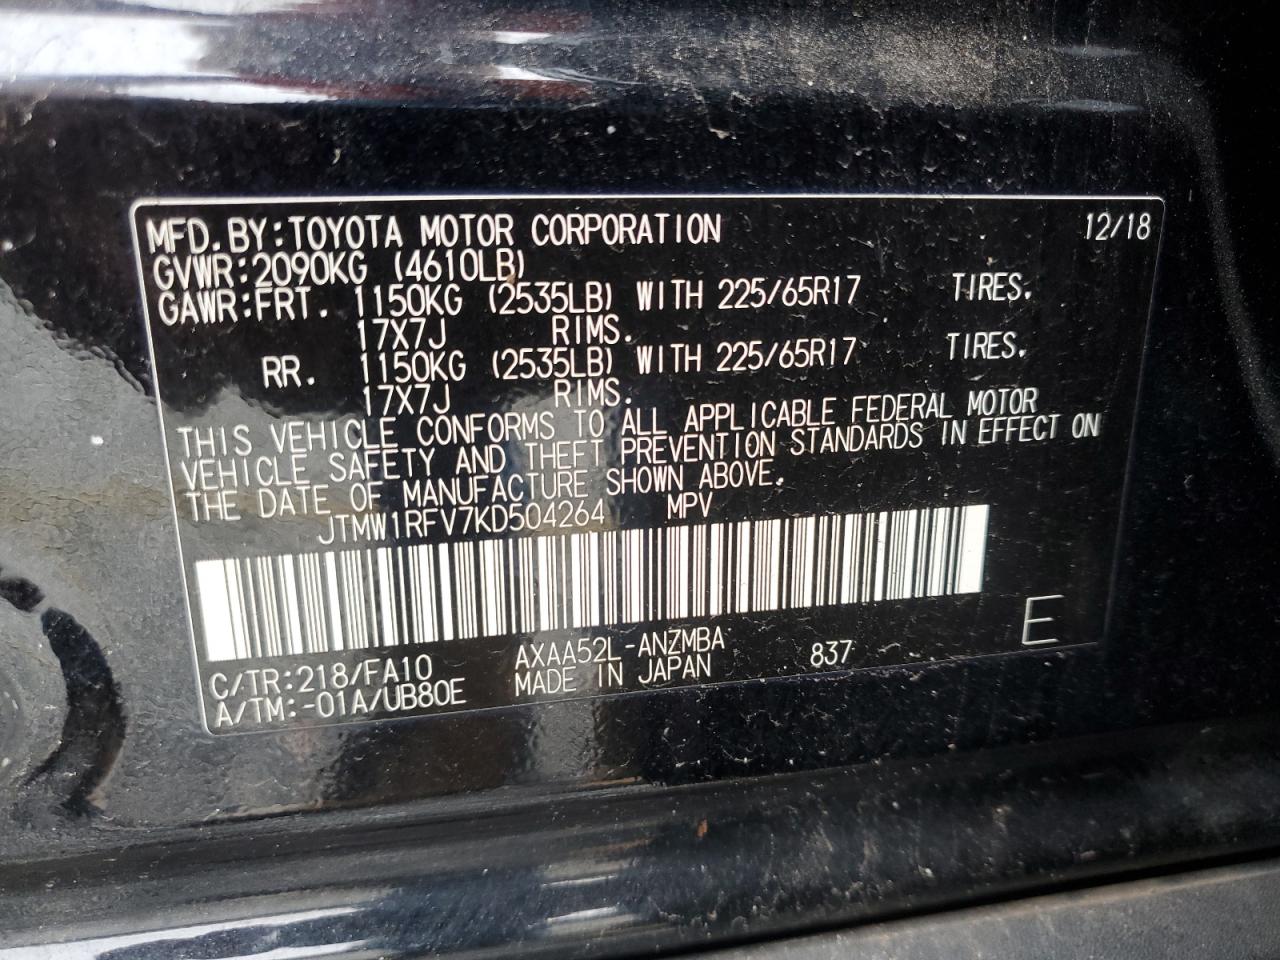 MFD.BY:TOYOTA MOTOR CORPORATION 12/18
GVWR:2090KG (4610LB)
GAWR:FRT. 1150KG (2535LB) WITH 225/65R17 TIRES.
17X7J RIMS.
RR. 1150KG (2535LB) WITH 225/65R17 TIRES.
17X7J RIMS.
THIS VEHICLE CONFORMS TO ALL APPLICABLE FEDERAL MOTOR
VEHICLE SAFETY AND THEFT PREVENTION STANDARDS IN EFFECT ON
THE DATE OF MANUFACTURE SHOWN ABOVE.
JTMW1RFV7KD504264 MPV
C/TR:218/FA10 AXAA52L-ANZMBA 837 E
A/TM:-01A/UB80E MADE IN JAPAN